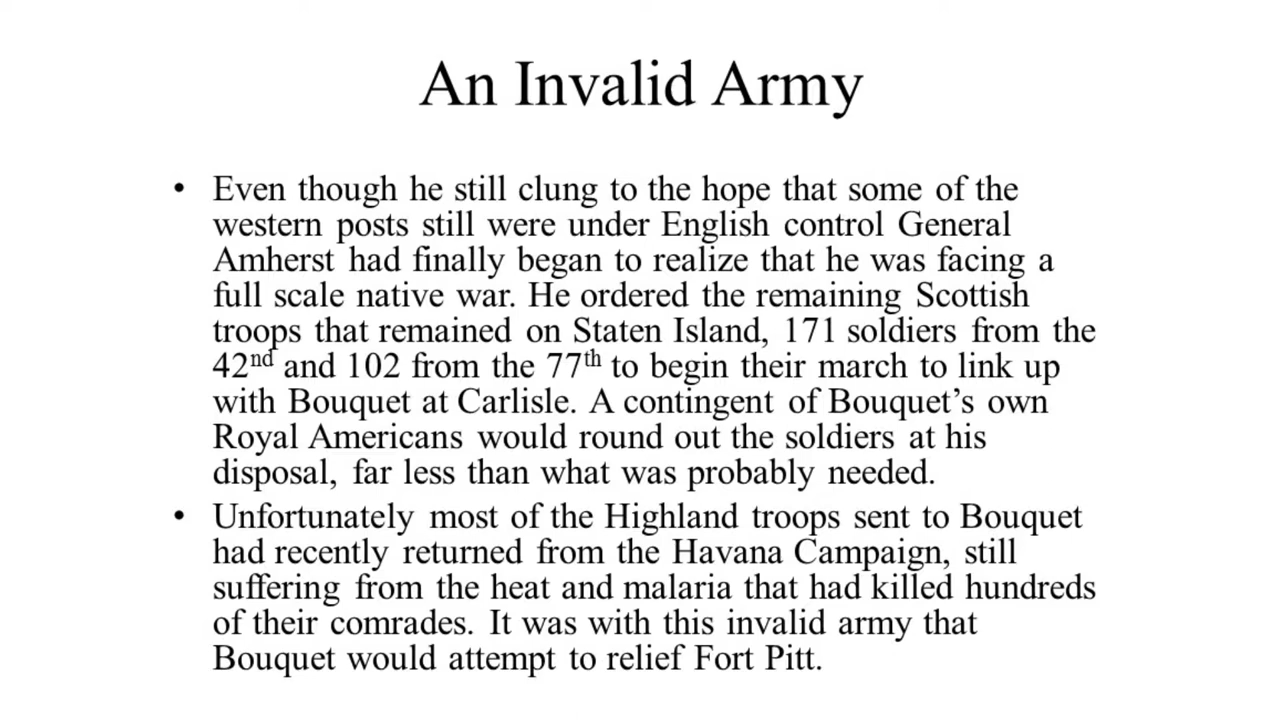 An Invalid Army
• Even though he still clung to the hope that some of the
western posts still were under English control General
Amherst had finally began to realize that he was facing a
full scale native war. He ordered the remaining Scottish
troops that remained on Staten Island, 171 soldiers from the
42nd and 102 from the 77th to begin their march to link up
with Bouquet at Carlisle. A contingent of Bouquet’s own
Royal Americans would round out the soldiers at his
disposal, far less than what was probably needed.
• Unfortunately most of the Highland troops sent to Bouquet
had recently returned from the Havana Campaign, still
suffering from the heat and malaria that had killed hundreds
of their comrades. It was with this invalid army that
Bouquet would attempt to relief Fort Pitt.